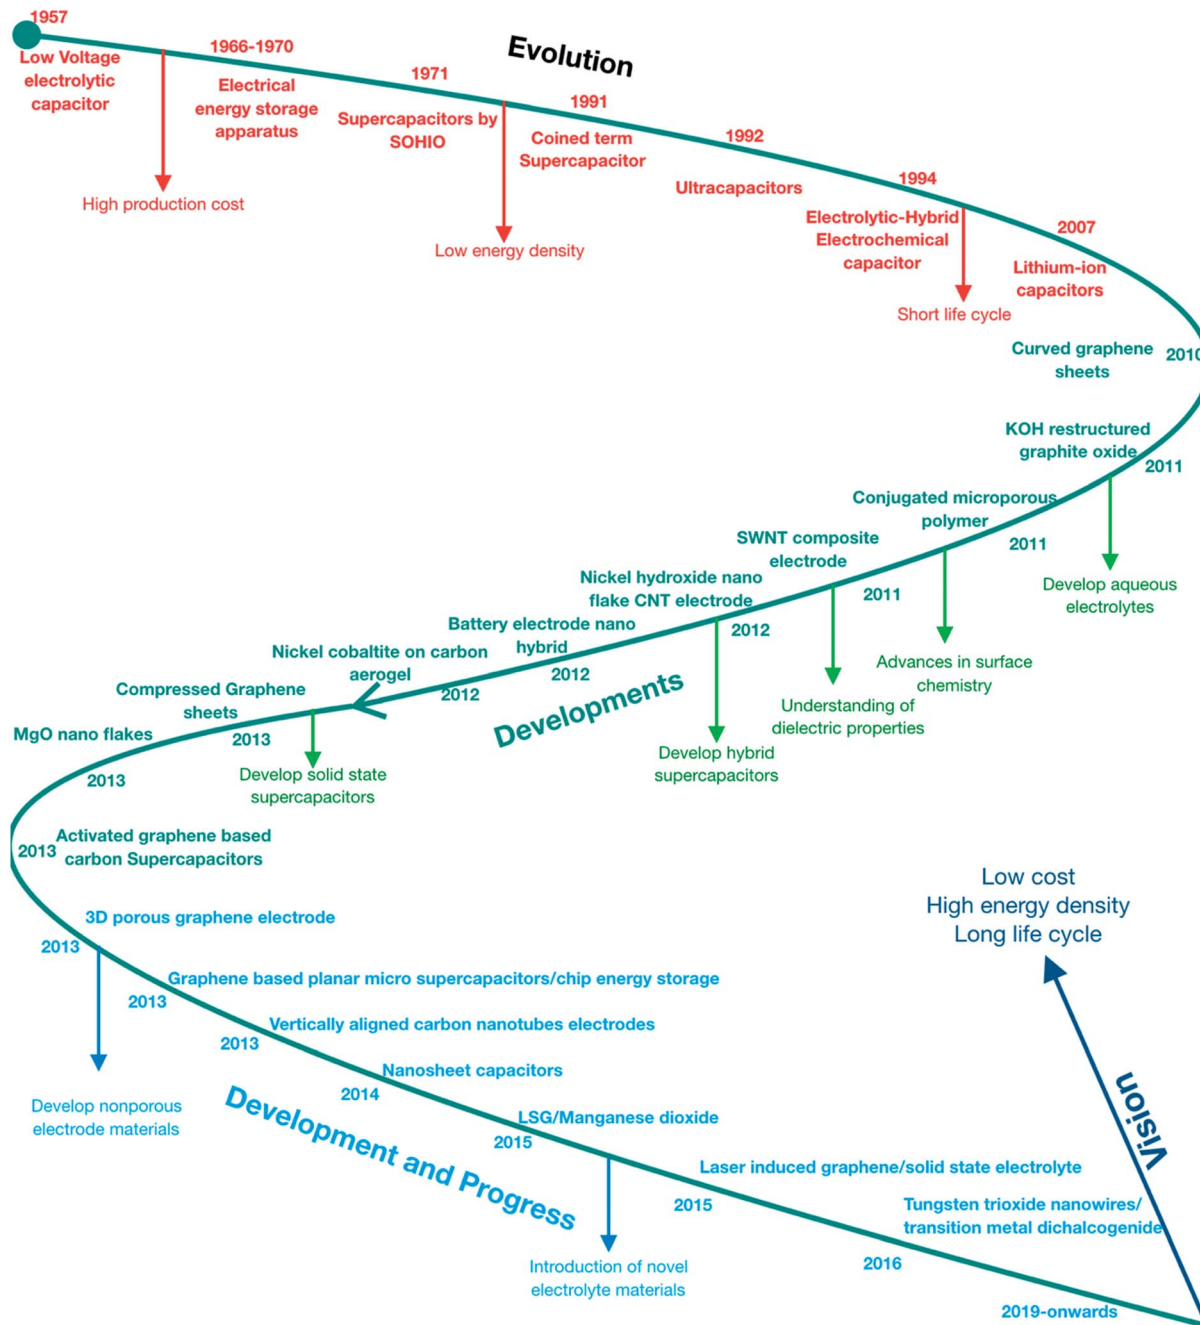 1957
Low Voltage
electrolytic
capacitor
High production cost
1966-1970
Electrical
energy storage
apparatus
1971
Supercapacitors by
SOHIO
Evolution
Low energy density
1991
Coined term
Supercapacitor
1992
Ultracapacitors
1994
Electrolytic-Hybrid
Electrochemical
capacitor
Short life cycle
2007
Lithium-ion
capacitors
Curved graphene
sheets
2010
KOH restructured
graphite oxide
2011
Develop aqueous
electrolytes
Conjugated microporous
polymer
2011
Advances in surface
chemistry
SWNT composite
electrode
2011
Understanding of
dielectric properties
Nickel hydroxide nano
flake CNT electrode
2012
Develop hybrid
supercapacitors
Battery electrode nano
hybrid
2012
Developments
Nickel cobaltite on carbon
aerogel
2012
Compressed Graphene
sheets
2013
Develop solid state
supercapacitors
MgO nano flakes
2013
2013
Activated graphene based
carbon Supercapacitors
3D porous graphene electrode
2013
Develop nonporous
electrode materials
Graphene based planar micro supercapacitors/chip energy storage
2013
Vertically aligned carbon nanotubes electrodes
2013
Nanosheet capacitors
2014
Development and Progress
LSG/Manganese dioxide
2015
Introduction of novel
electrolyte materials
Laser induced graphene/solid state electrolyte
2015
Tungsten trioxide nanowires/
transition metal dichalcogenide
2016
2019-onwards
Vision
Low cost
High energy density
Long life cycle